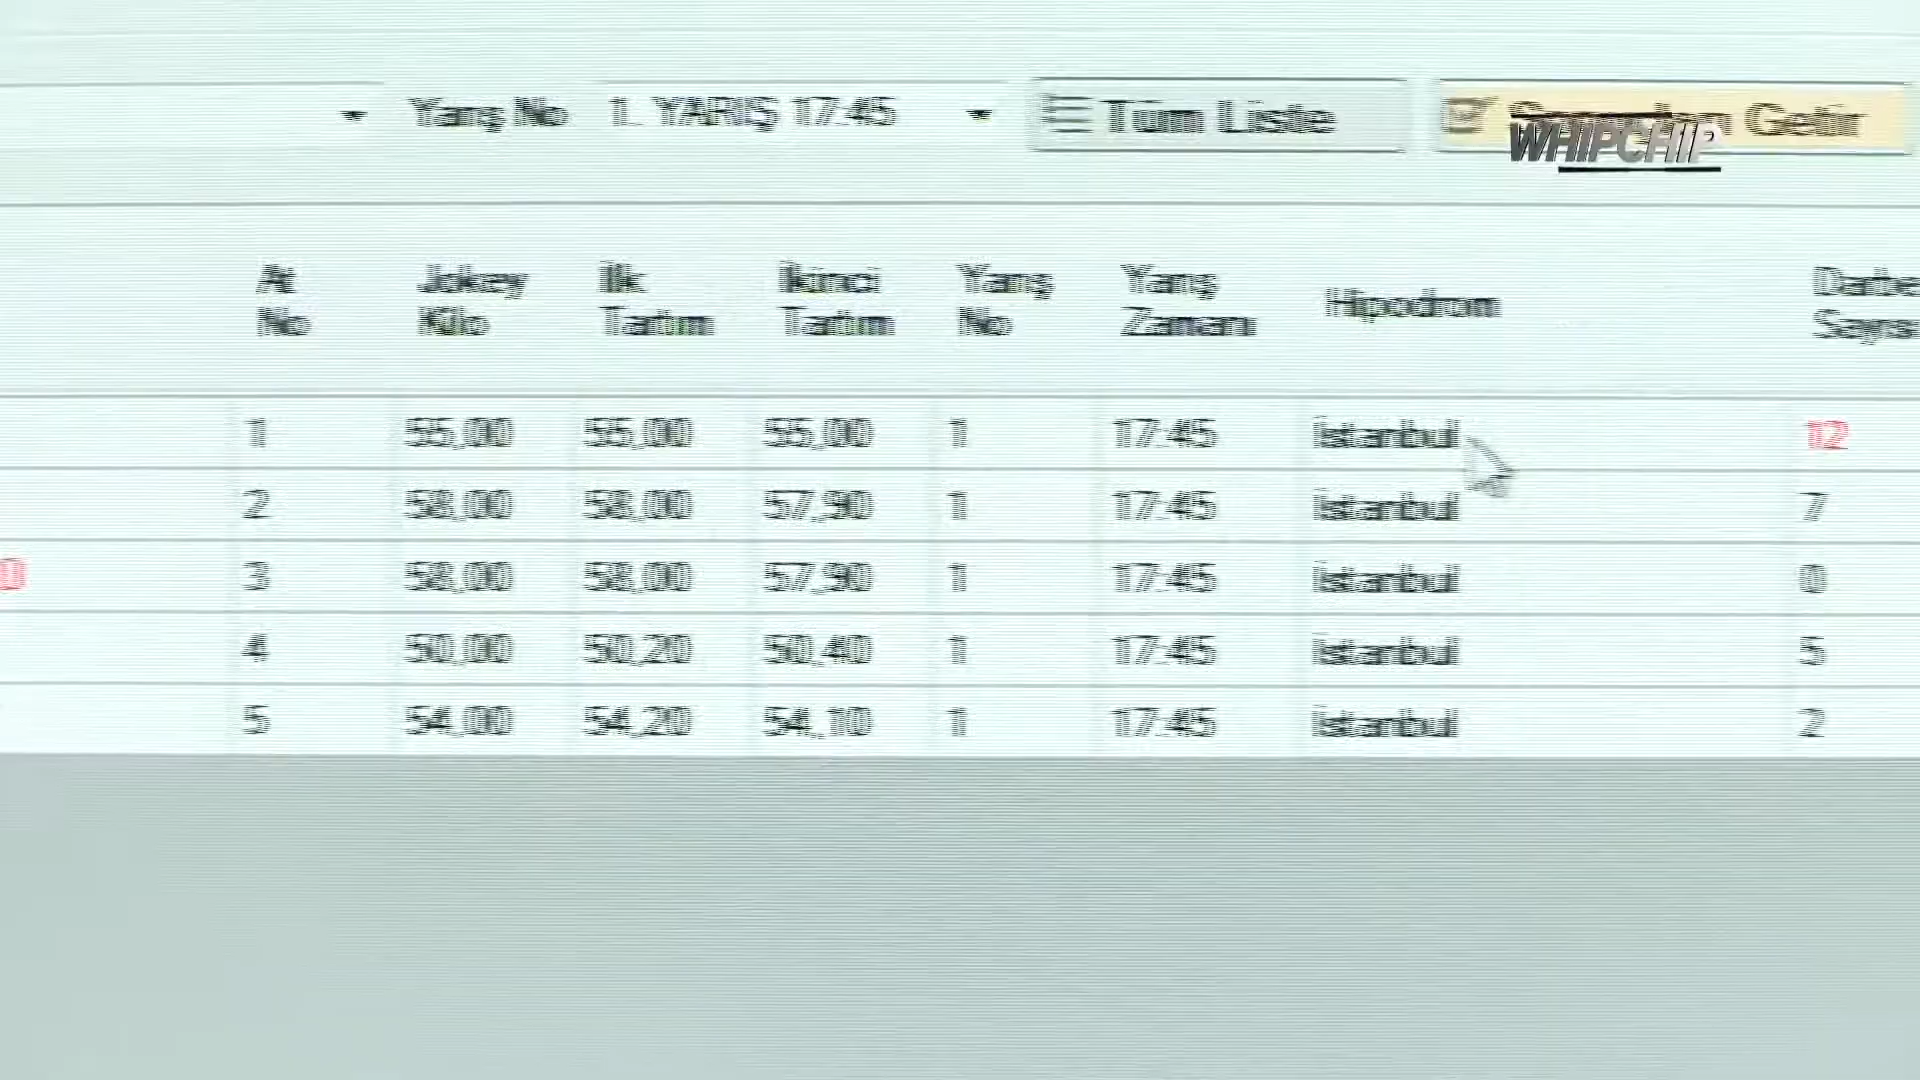 Yarış No 1. YARIŞ 17:45 Tüm Liste Getir
WHIPCHIP
At No Jokey Kilo İlk Tartım İkinci Tartım Yarış No Yarış Zamanı Hipodrom Darbe Sayısı
1 55,00 55,00 55,00 1 17:45 İstanbul 12
2 58,00 58,00 57,90 1 17:45 İstanbul 7
3 58,00 58,00 57,90 1 17:45 İstanbul 0
4 50,00 50,20 50,40 1 17:45 İstanbul 5
5 54,00 54,20 54,10 1 17:45 İstanbul 2